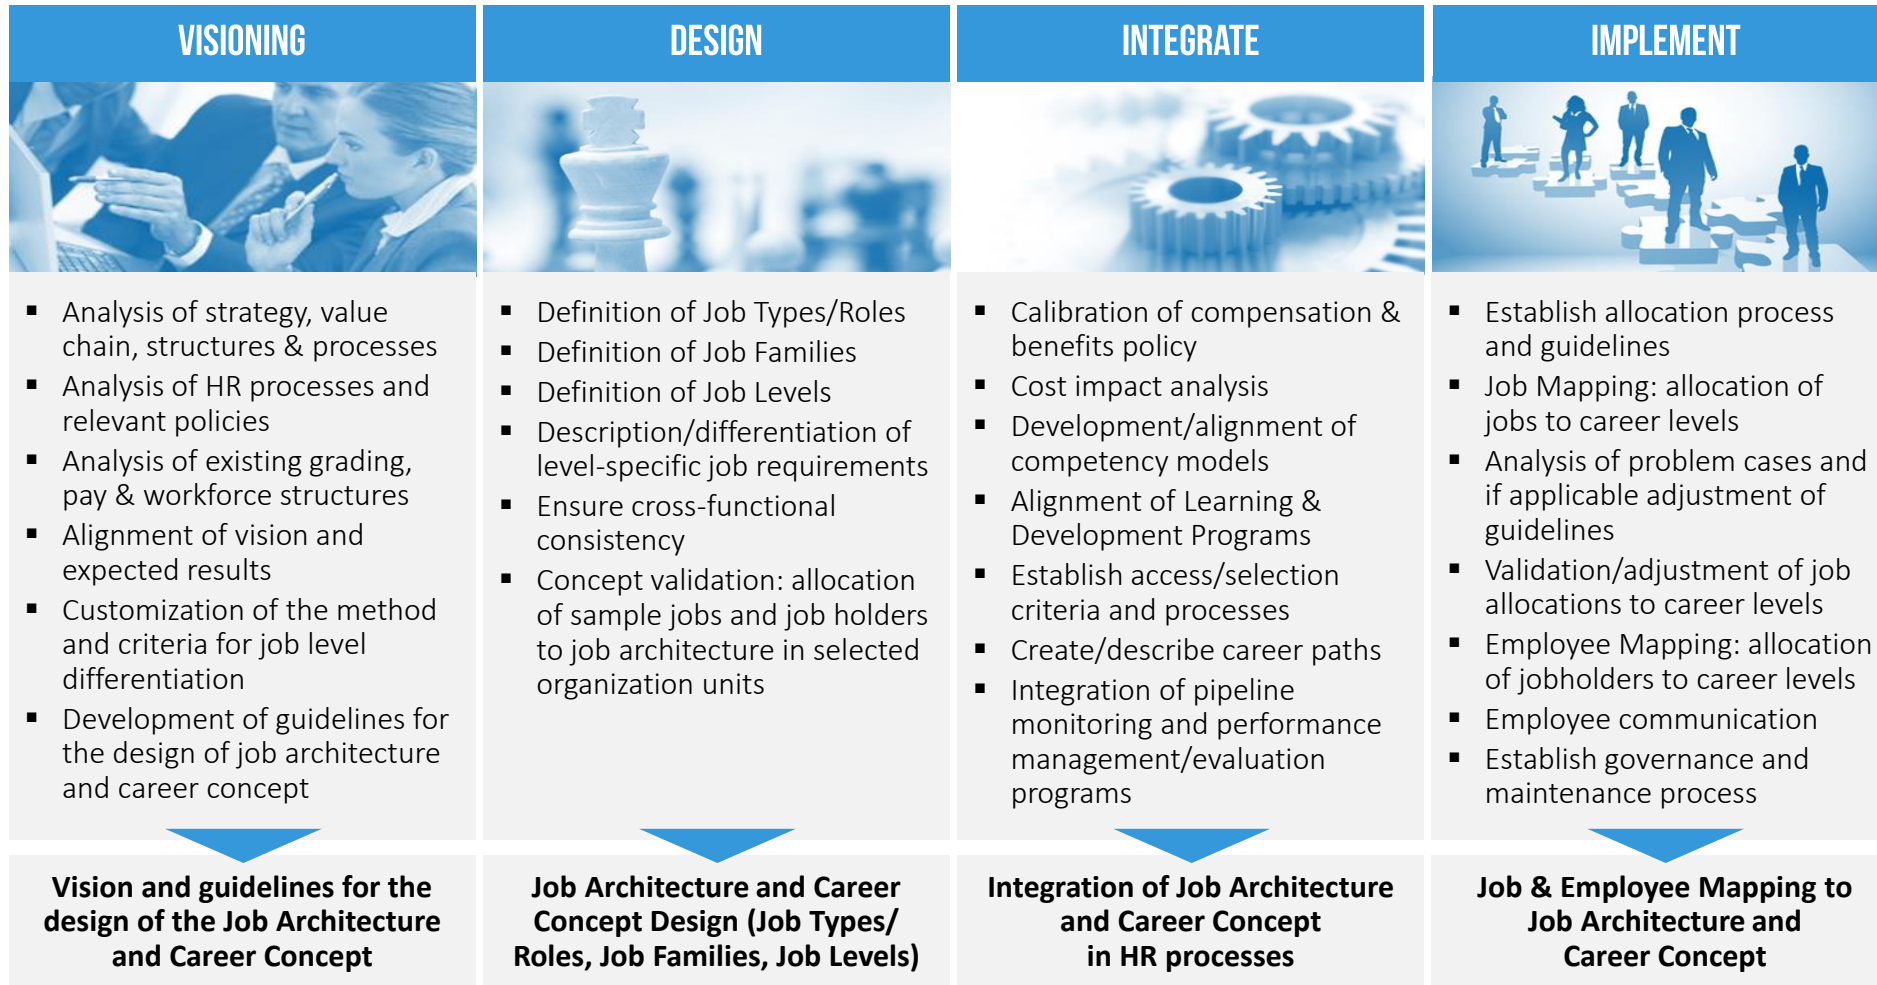 VISIONING
▪ Analysis of strategy, value
chain, structures & processes
▪ Analysis of HR processes and
relevant policies
▪ Analysis of existing grading,
pay & workforce structures
▪ Alignment of vision and
expected results
▪ Customization of the method
and criteria for job level
differentiation
▪ Development of guidelines for
the design of job architecture
and career concept
Vision and guidelines for the
design of the Job Architecture
and Career Concept
DESIGN
▪ Definition of Job Types/Roles
▪ Definition of Job Families
▪ Definition of Job Levels
▪ Description/differentiation of
level-specific job requirements
▪ Ensure cross-functional
consistency
▪ Concept validation: allocation
of sample jobs and job holders
to job architecture in selected
organization units
Job Architecture and Career
Concept Design (Job Types/
Roles, Job Families, Job Levels)
INTEGRATE
▪ Calibration of compensation &
benefits policy
▪ Cost impact analysis
▪ Development/alignment of
competency models
▪ Alignment of Learning &
Development Programs
▪ Establish access/selection
criteria and processes
▪ Create/describe career paths
▪ Integration of pipeline
monitoring and performance
management/evaluation
programs
Integration of Job Architecture
and Career Concept
in HR processes
IMPLEMENT
▪ Establish allocation process
and guidelines
▪ Job Mapping: allocation of
jobs to career levels
▪ Analysis of problem cases and
if applicable adjustment of
guidelines
▪ Validation/adjustment of job
allocations to career levels
▪ Employee Mapping: allocation
of jobholders to career levels
▪ Employee communication
▪ Establish governance and
maintenance process
Job & Employee Mapping to
Job Architecture and
Career Concept